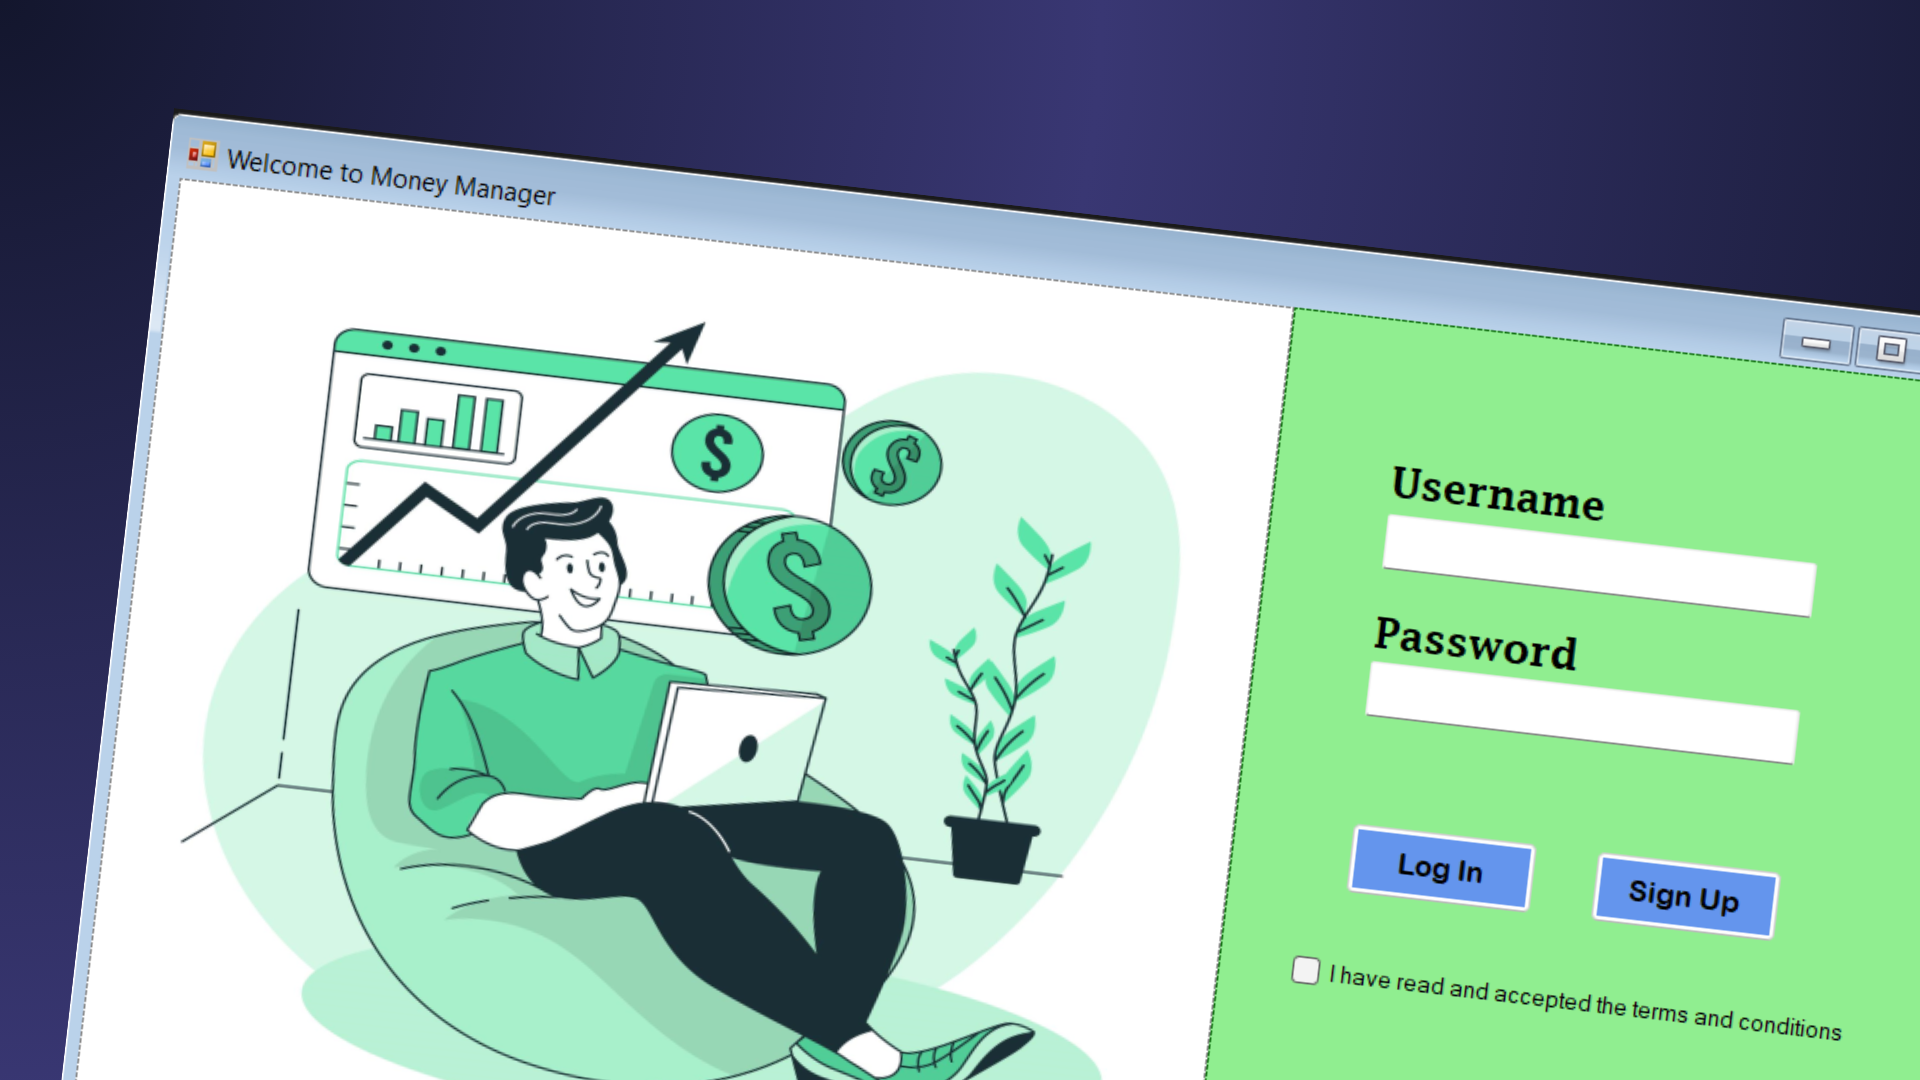 Welcome to Money Manager
$
$
$
Username
Password
Log In
Sign Up
I have read and accepted the terms and conditions